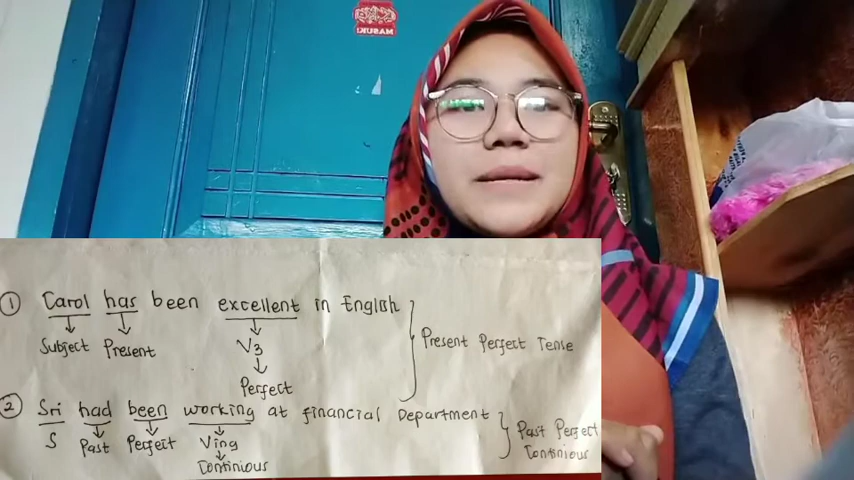 MASUK!
① Carol has been excellent in English
Subject Present V3 Present Perfect Tense
Perfect
② Sri had been working at financial Department
S Past Perfect Ving Past Perfect
Continious Continious